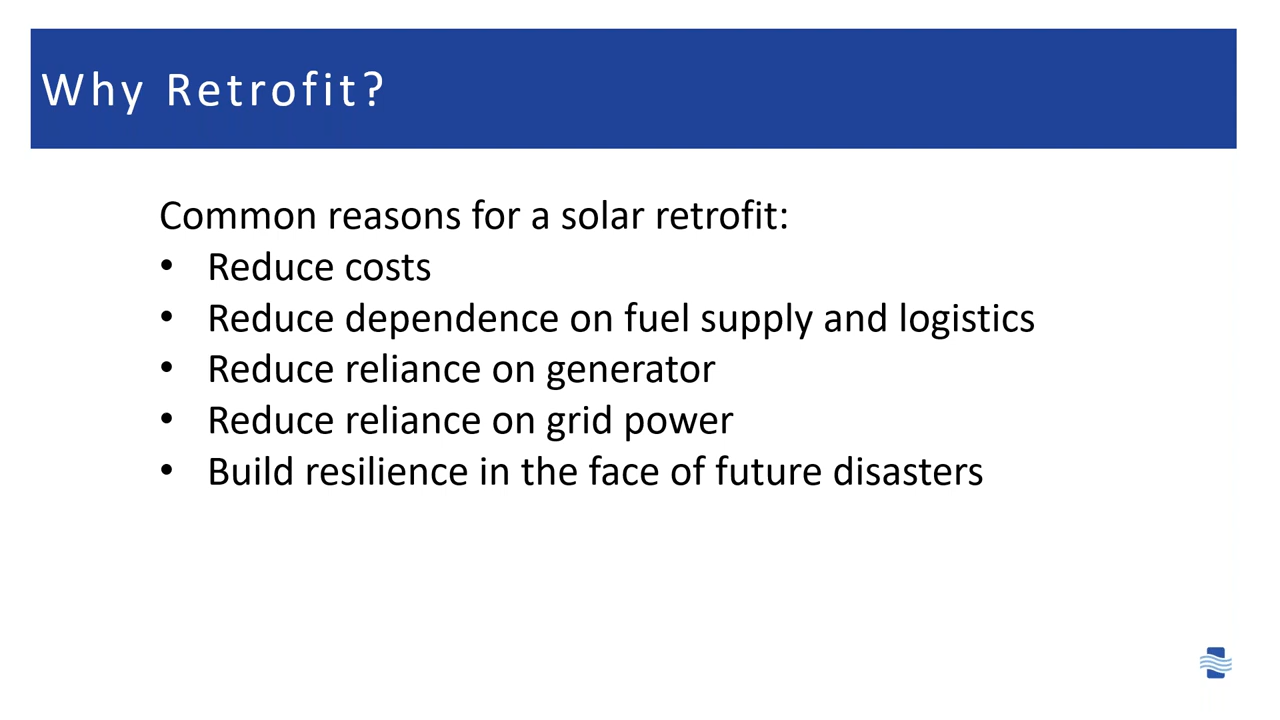 Why Retrofit?
Common reasons for a solar retrofit:
• Reduce costs
• Reduce dependence on fuel supply and logistics
• Reduce reliance on generator
• Reduce reliance on grid power
• Build resilience in the face of future disasters